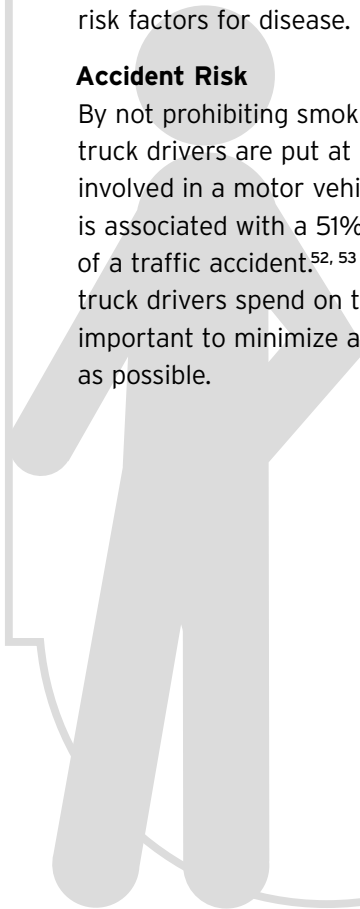 risk factors for disease.
Accident Risk
By not prohibiting smok
truck drivers are put at
involved in a motor vehi
is associated with a 51%
of a traffic accident.52, 53
truck drivers spend on t
important to minimize a
as possible.